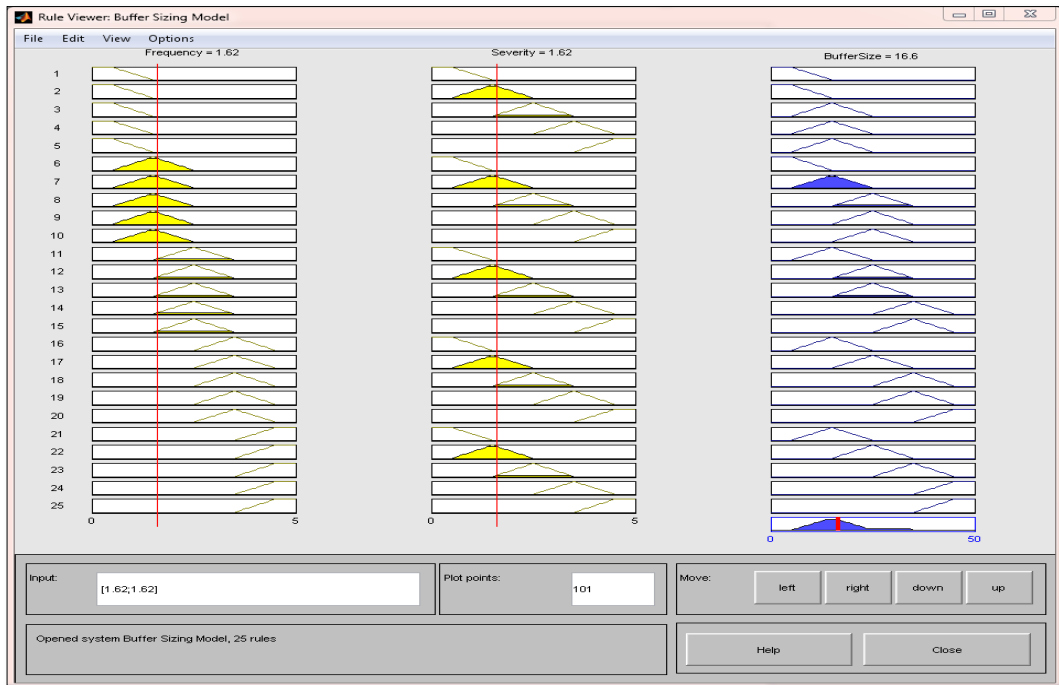 Rule Viewer: Buffer Sizing Model
File Edit View Options
Frequency = 1.62
Severity = 1.62
BufferSize = 16.6
1
2
3
4
5
6
7
8
9
10
11
12
13
14
15
16
17
18
19
20
21
22
23
24
25
0 5
0 5
0 50
Input:
[1.62;1.62]
Plot points:
101
Move:
left
right
down
up
Opened system Buffer Sizing Model, 25 rules
Help
Close